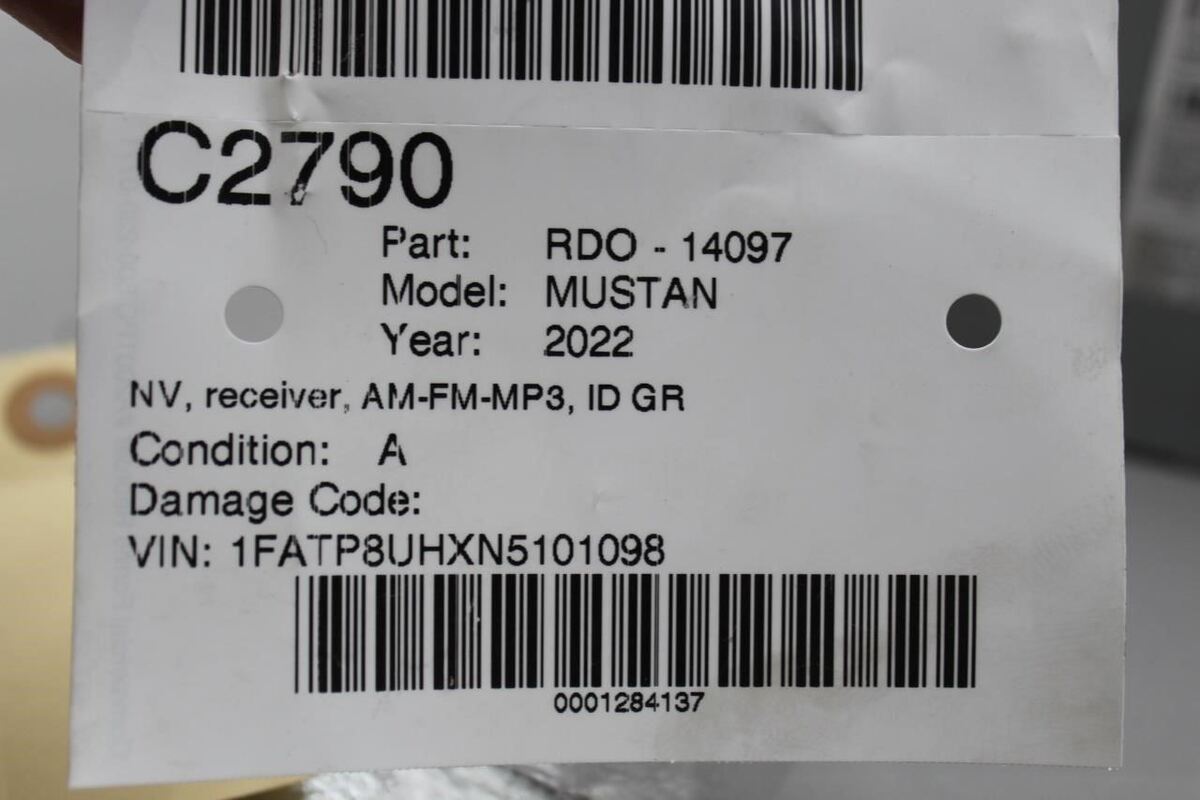 C2790
Part: RDO - 14097
Model: MUSTAN
Year: 2022
NV, receiver, AM-FM-MP3, ID GR
Condition: A
Damage Code:
VIN: 1FATP8UHXN5101098
0001284137